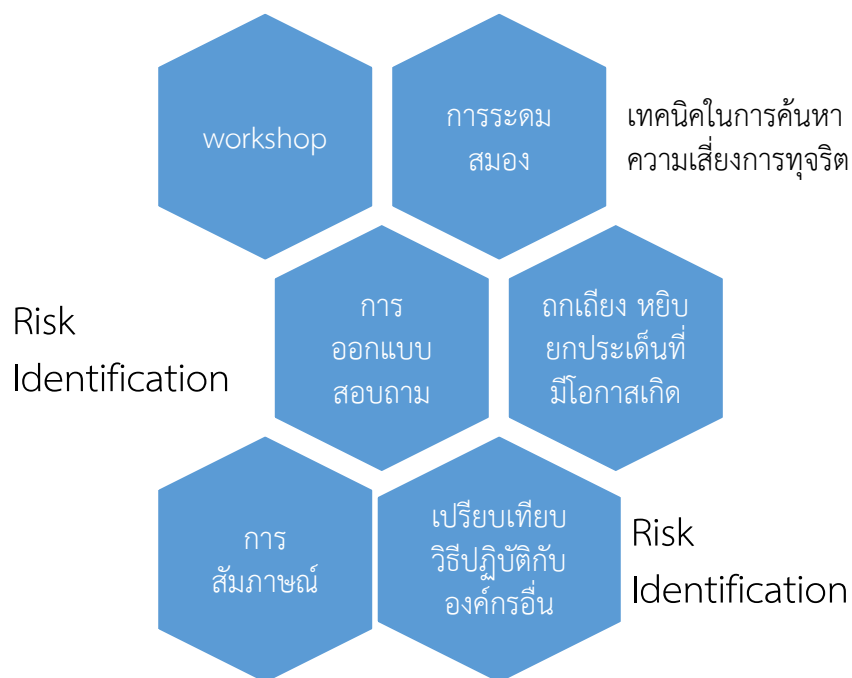 workshop
การระดม
สมอง
เทคนิคในการค้นหา
ความเสี่ยงการทุจริต
Risk
Identification
การ
ออกแบบ
สอบถาม
ถกเถียง หยิบ
ยกประเด็นที่
มีโอกาสเกิด
การ
สัมภาษณ์
เปรียบเทียบ
วิธีปฏิบัติกับ
องค์กรอื่น
Risk
Identification